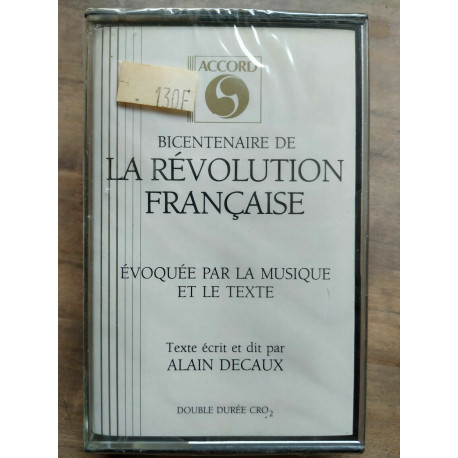 ACCORD
130F
BICENTENAIRE DE
LA RÉVOLUTION
FRANÇAISE
ÉVOQUÉE PAR LA MUSIQUE
ET LE TEXTE
Texte écrit et dit par
ALAIN DECAUX
DOUBLE DURÉE CRO₂